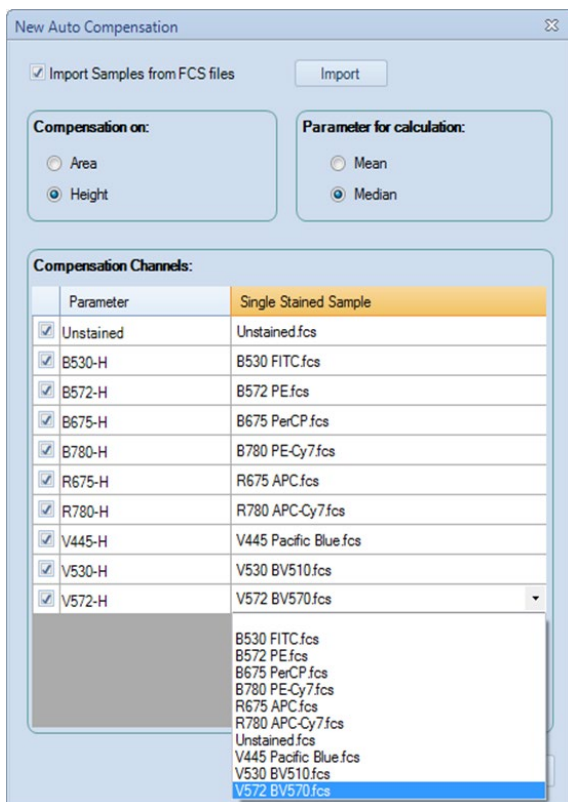 New Auto Compensation
Import Samples from FCS files Import
Compensation on: Parameter for calculation:
Area Mean
Height Median
Compensation Channels:
Parameter Single Stained Sample
Unstained Unstained.fcs
B530-H B530 FITC.fcs
B572-H B572 PE.fcs
B675-H B675 PerCP.fcs
B780-H B780 PE-Cy7.fcs
R675-H R675 APC.fcs
R780-H R780 APC-Cy7.fcs
V445-H V445 Pacific Blue.fcs
V530-H V530 BV510.fcs
V572-H V572 BV570.fcs
B530 FITC.fcs
B572 PE.fcs
B675 PerCP.fcs
B780 PE-Cy7.fcs
R675 APC.fcs
R780 APC-Cy7.fcs
Unstained.fcs
V445 Pacific Blue.fcs
V530 BV510.fcs
V572 BV570.fcs